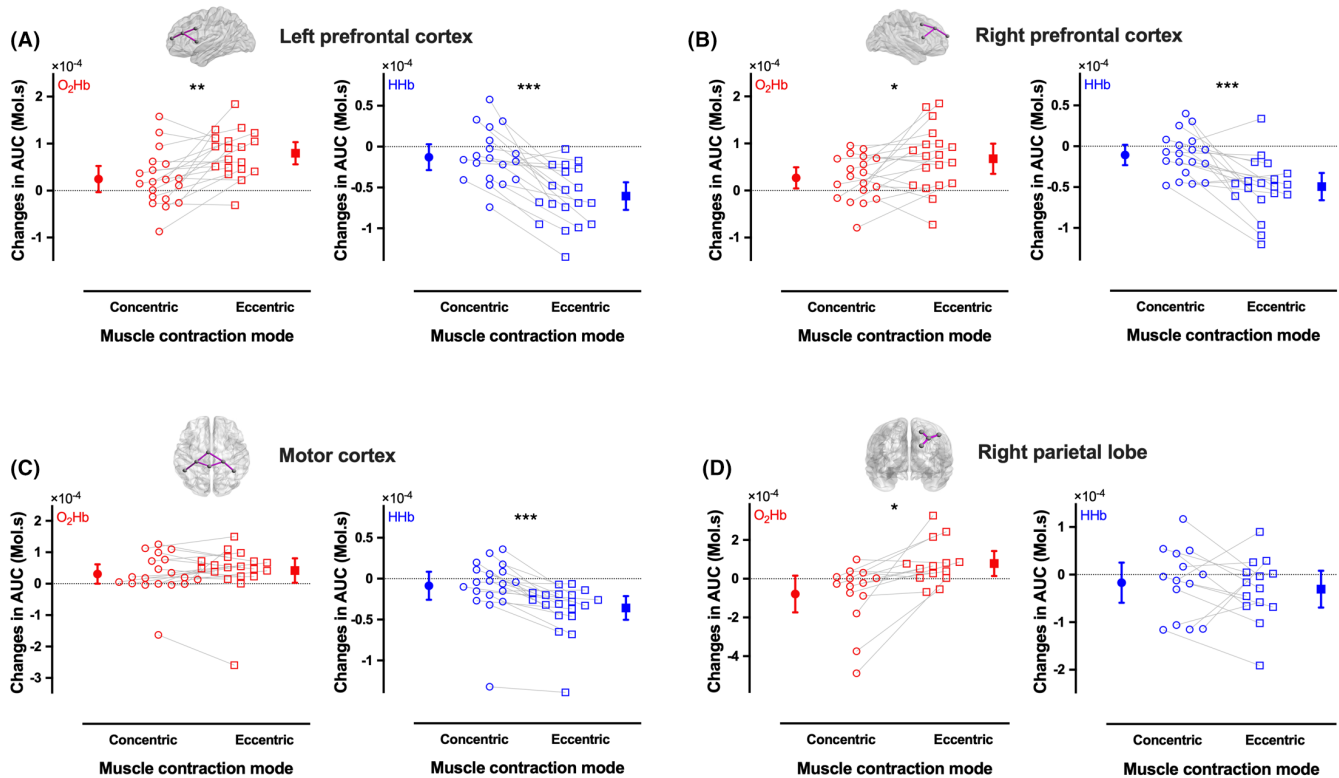 (A)
Left prefrontal cortex
×10⁻⁴
O₂Hb
**
Changes in AUC (Mol.s)
2
1
0
-1
Concentric
Eccentric
Muscle contraction mode
×10⁻⁴
HHb
***
Changes in AUC (Mol.s)
0.5
0
-0.5
-1
Concentric
Eccentric
Muscle contraction mode
(B)
Right prefrontal cortex
×10⁻⁴
O₂Hb
*
Changes in AUC (Mol.s)
2
1
0
-1
Concentric
Eccentric
Muscle contraction mode
×10⁻⁴
HHb
***
Changes in AUC (Mol.s)
0.5
0
-0.5
-1
Concentric
Eccentric
Muscle contraction mode
(C)
Motor cortex
×10⁻⁴
O₂Hb
Changes in AUC (Mol.s)
2
1
0
-1
-2
-3
Concentric
Eccentric
Muscle contraction mode
×10⁻⁴
HHb
***
Changes in AUC (Mol.s)
0.5
0
-0.5
-1
Concentric
Eccentric
Muscle contraction mode
(D)
Right parietal lobe
×10⁻⁴
O₂Hb
*
Changes in AUC (Mol.s)
2
0
-2
-4
Concentric
Eccentric
Muscle contraction mode
×10⁻⁴
HHb
Changes in AUC (Mol.s)
1
0
-1
-2
Concentric
Eccentric
Muscle contraction mode